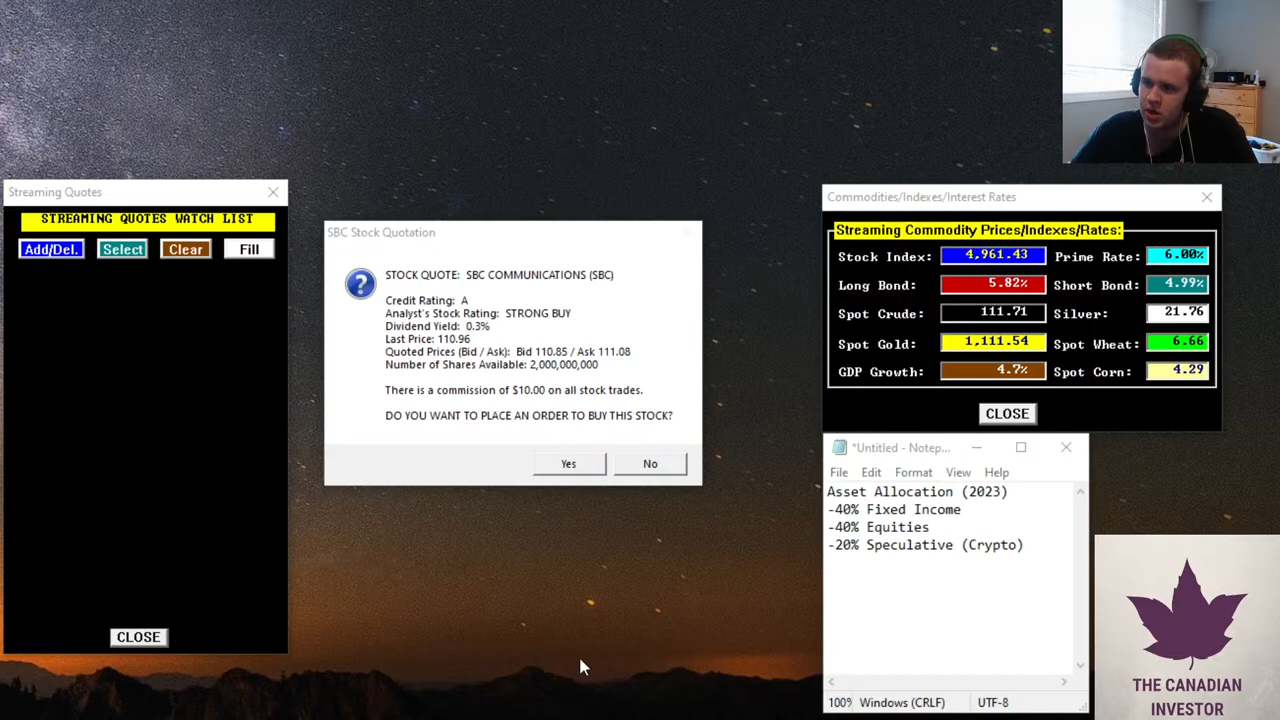 Streaming Quotes
STREAMING QUOTES WATCH LIST
Add/Del. Select Clear Fill
CLOSE
SBC Stock Quotation
STOCK QUOTE: SBC COMMUNICATIONS (SBC)
Credit Rating: A
Analyst's Stock Rating: STRONG BUY
Dividend Yield: 0.3%
Last Price: 110.96
Quoted Prices (Bid / Ask): Bid 110.85 / Ask 111.08
Number of Shares Available: 2,000,000,000
There is a commission of $10.00 on all stock trades.
DO YOU WANT TO PLACE AN ORDER TO BUY THIS STOCK?
Yes No
Commodities/Indexes/Interest Rates
Streaming Commodity Prices/Indexes/Rates:
Stock Index: 4,961.43 Prime Rate: 6.00%
Long Bond: 5.82% Short Bond: 4.99%
Spot Crude: 111.71 Silver: 21.76
Spot Gold: 1,111.54 Spot Wheat: 6.66
GDP Growth: 4.7% Spot Corn: 4.29
CLOSE
*Untitled - Notep...
File Edit Format View Help
Asset Allocation (2023)
-40% Fixed Income
-40% Equities
-20% Speculative (Crypto)
100% Windows (CRLF) UTF-8
THE CANADIAN
INVESTOR